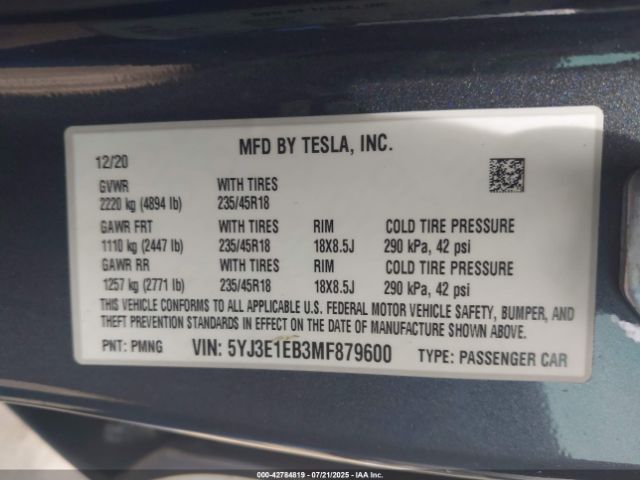 MFD BY TESLA, INC.
12/20
GVWR WITH TIRES
2220 kg (4894 lb) 235/45R18
GAWR FRT WITH TIRES RIM COLD TIRE PRESSURE
1110 kg (2447 lb) 235/45R18 18X8.5J 290 kPa, 42 psi
GAWR RR WITH TIRES RIM COLD TIRE PRESSURE
1257 kg (2771 lb) 235/45R18 18X8.5J 290 kPa, 42 psi
THIS VEHICLE CONFORMS TO ALL APPLICABLE U.S. FEDERAL MOTOR VEHICLE SAFETY, BUMPER, AND
THEFT PREVENTION STANDARDS IN EFFECT ON THE DATE OF MANUFACTURE SHOWN ABOVE.
PNT: PMNG VIN: 5YJ3E1EB3MF879600 TYPE: PASSENGER CAR
000-42784819 | 07/21/2025 | IAAI.COM